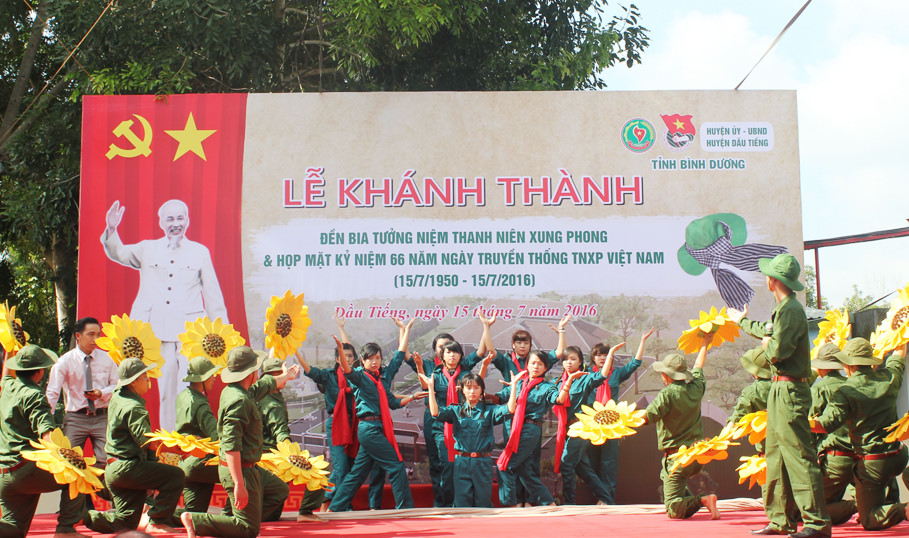 HUYỆN ỦY - UBND
HUYỆN DẦU TIẾNG
TỈNH BÌNH DƯƠNG
LỄ KHÁNH THÀNH
ĐỀN BIA TƯỞNG NIỆM THANH NIÊN XUNG PHONG
& HỌP MẶT KỶ NIỆM 66 NĂM NGÀY TRUYỀN THỐNG TNXP VIỆT NAM
(15/7/1950 - 15/7/2016)
Dầu Tiếng, ngày 15 tháng 7 năm 2016